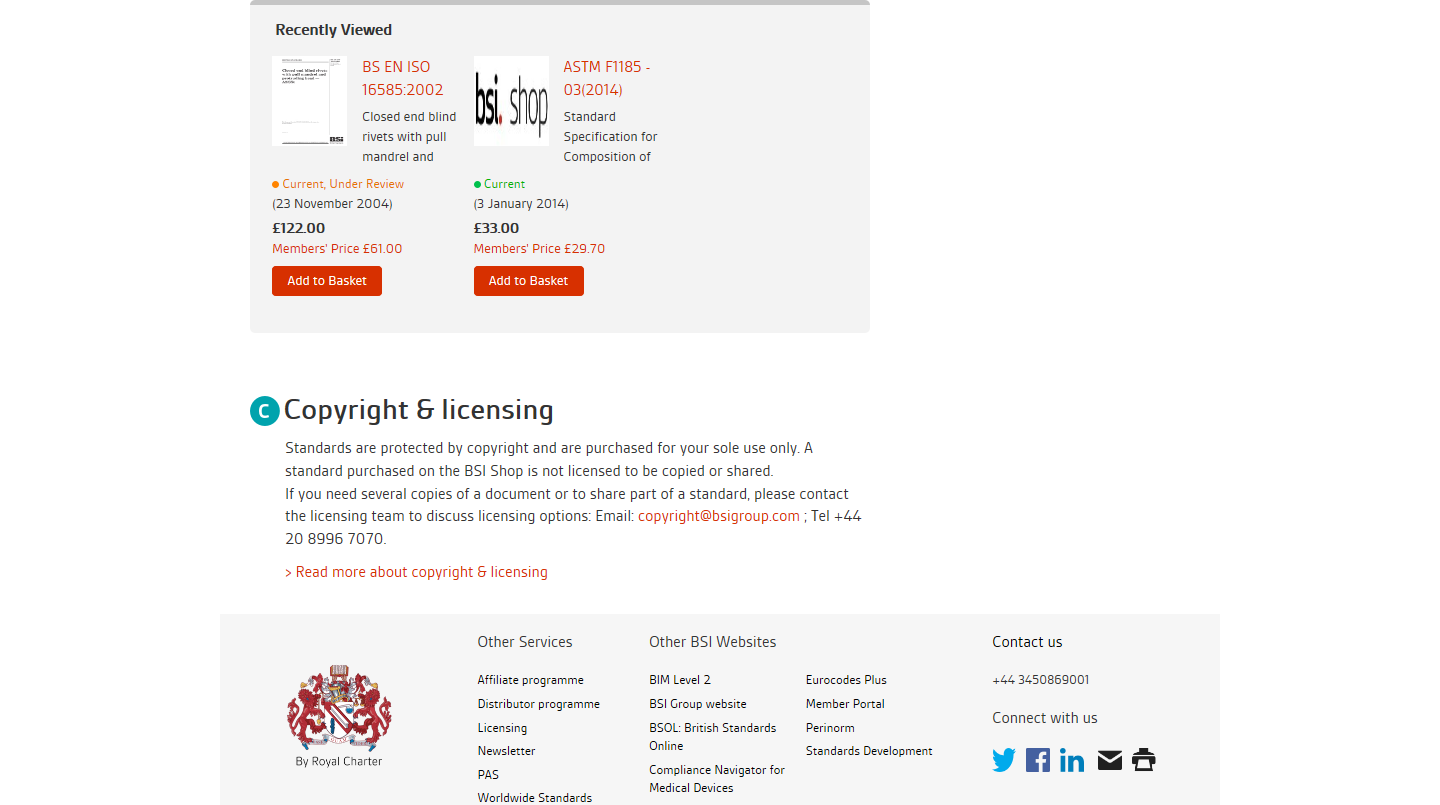 Recently Viewed
BS EN ISO
16585:2002
Closed end blind
rivets with pull
mandrel and
Current, Under Review
(23 November 2004)
£122.00
Members' Price £61.00
Add to Basket
bsi. shop
ASTM F1185 -
03(2014)
Standard
Specification for
Composition of
Current
(3 January 2014)
£33.00
Members' Price £29.70
Add to Basket
C Copyright & licensing
Standards are protected by copyright and are purchased for your sole use only. A
standard purchased on the BSI Shop is not licensed to be copied or shared.
If you need several copies of a document or to share part of a standard, please contact
the licensing team to discuss licensing options: Email: copyright@bsigroup.com ; Tel +44
20 8996 7070.
> Read more about copyright & licensing
By Royal Charter
Other Services
Affiliate programme
Distributor programme
Licensing
Newsletter
PAS
Worldwide Standards
Other BSI Websites
BIM Level 2
BSI Group website
BSOL: British Standards
Online
Compliance Navigator for
Medical Devices
Eurocodes Plus
Member Portal
Perinorm
Standards Development
Contact us
+44 3450869001
Connect with us